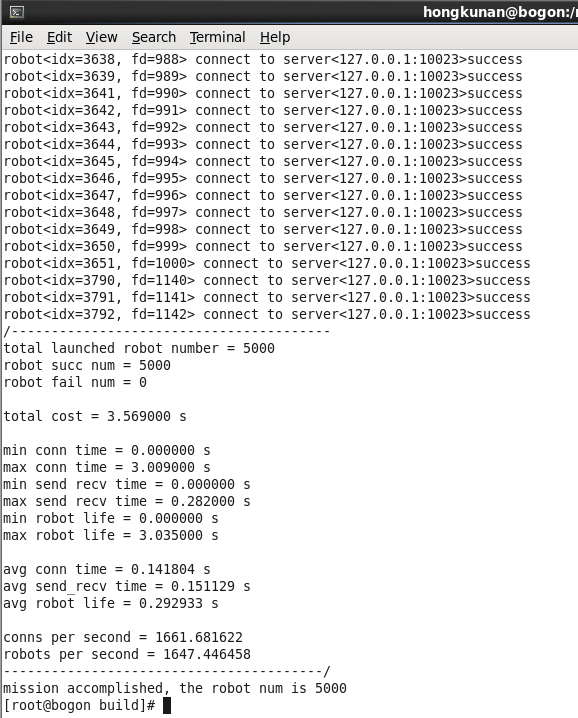 hongkunan@bogon:/
File Edit View Search Terminal Help
robot<idx=3638, fd=988> connect to server<127.0.0.1:10023>success
robot<idx=3639, fd=989> connect to server<127.0.0.1:10023>success
robot<idx=3641, fd=990> connect to server<127.0.0.1:10023>success
robot<idx=3642, fd=991> connect to server<127.0.0.1:10023>success
robot<idx=3643, fd=992> connect to server<127.0.0.1:10023>success
robot<idx=3644, fd=993> connect to server<127.0.0.1:10023>success
robot<idx=3645, fd=994> connect to server<127.0.0.1:10023>success
robot<idx=3646, fd=995> connect to server<127.0.0.1:10023>success
robot<idx=3647, fd=996> connect to server<127.0.0.1:10023>success
robot<idx=3648, fd=997> connect to server<127.0.0.1:10023>success
robot<idx=3649, fd=998> connect to server<127.0.0.1:10023>success
robot<idx=3650, fd=999> connect to server<127.0.0.1:10023>success
robot<idx=3651, fd=1000> connect to server<127.0.0.1:10023>success
robot<idx=3790, fd=1140> connect to server<127.0.0.1:10023>success
robot<idx=3791, fd=1141> connect to server<127.0.0.1:10023>success
robot<idx=3792, fd=1142> connect to server<127.0.0.1:10023>success
/----------------------------------------
total launched robot number = 5000
robot succ num = 5000
robot fail num = 0
total cost = 3.569000 s
min conn time = 0.000000 s
max conn time = 3.009000 s
min send recv time = 0.000000 s
max send recv time = 0.282000 s
min robot life = 0.000000 s
max robot life = 3.035000 s
avg conn time = 0.141804 s
avg send_recv time = 0.151129 s
avg robot life = 0.292933 s
conns per second = 1661.681622
robots per second = 1647.446458
----------------------------------------/
mission accomplished, the robot num is 5000
[root@bogon build]#